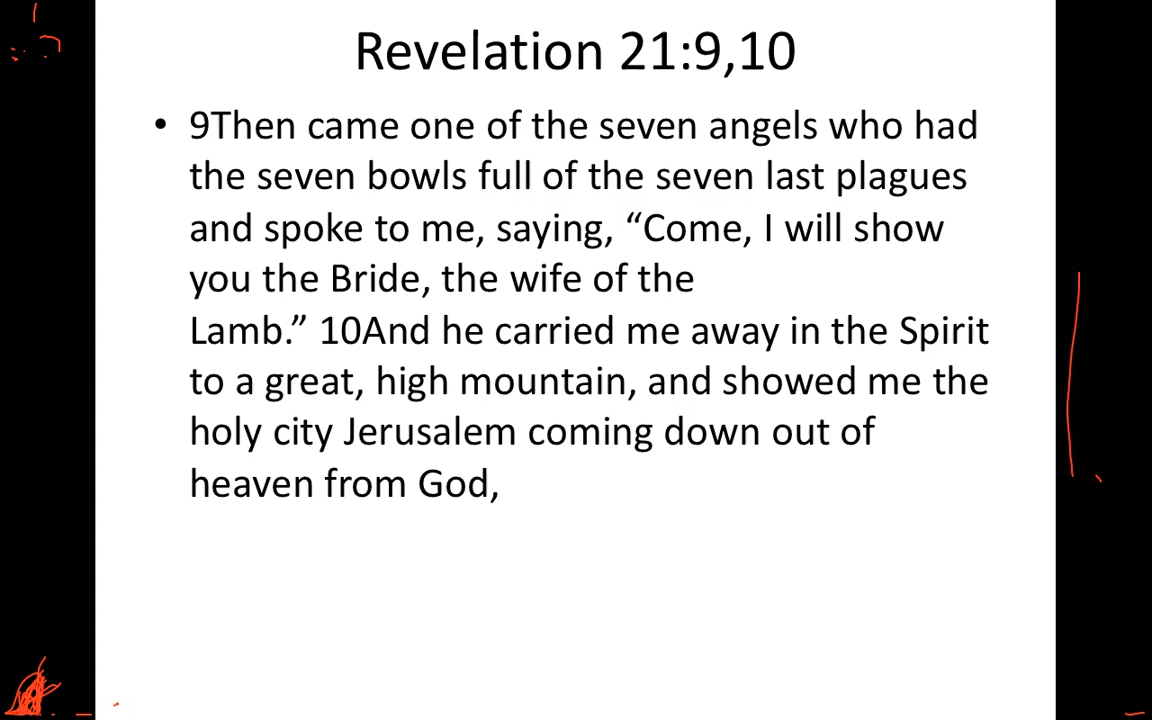 Revelation 21:9,10
• 9Then came one of the seven angels who had
the seven bowls full of the seven last plagues
and spoke to me, saying, “Come, I will show
you the Bride, the wife of the
Lamb.” 10And he carried me away in the Spirit
to a great, high mountain, and showed me the
holy city Jerusalem coming down out of
heaven from God,